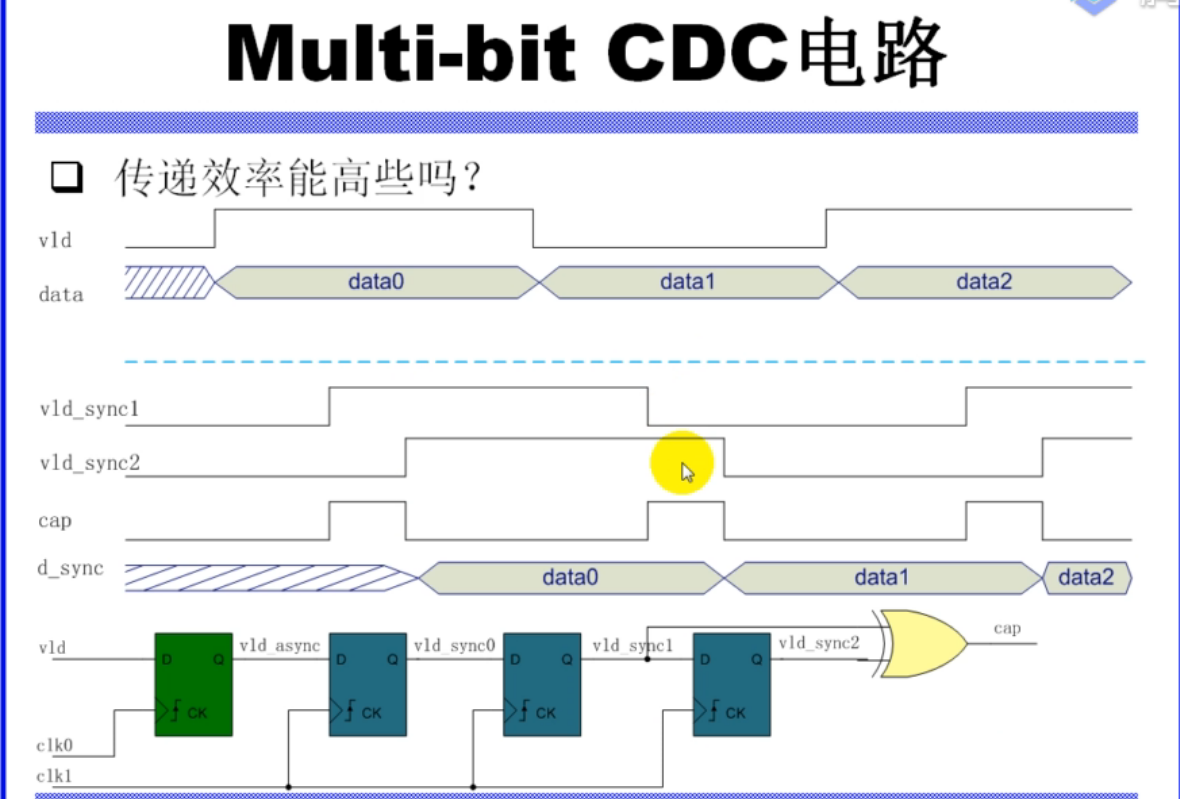 Multi-bit CDC电路
传递效率能高些吗？
vld
data
data0 data1 data2
vld_sync1
vld_sync2
cap
d_sync
data0 data1 data2
vld vld_async vld_sync0 vld_sync1 vld_sync2 cap
D Q D Q D Q D Q
CK CK CK CK
clk0
clk1